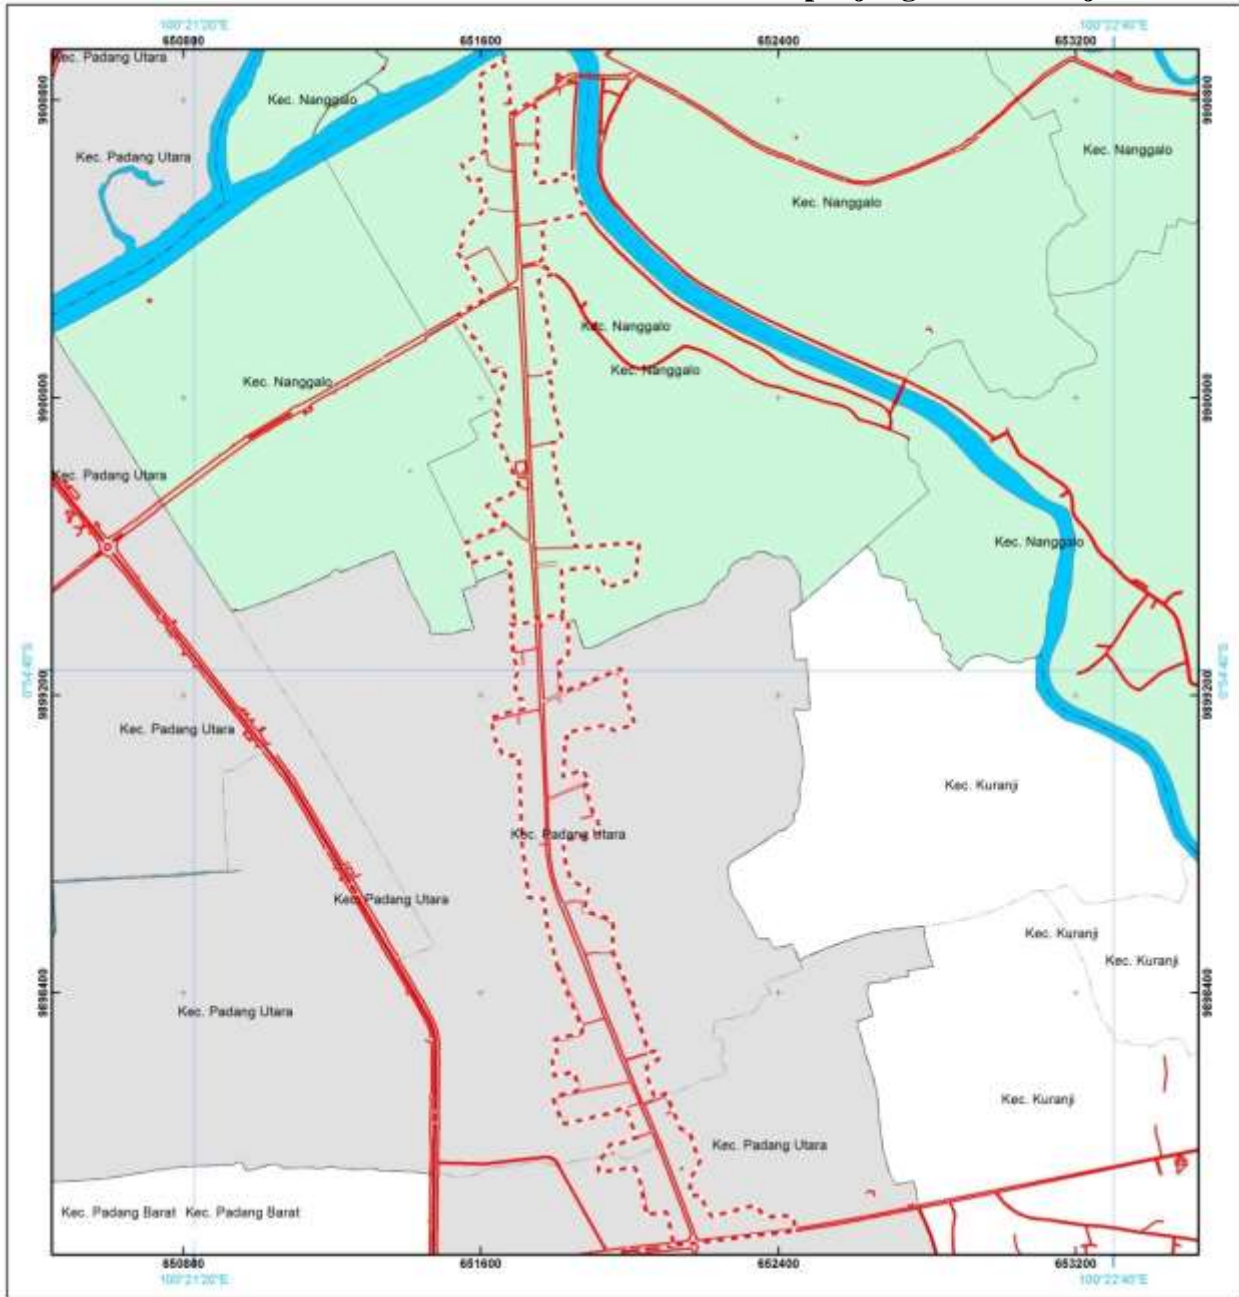 100°21'20"E
100°22'40"E
650800
651600
652400
653200
Kec. Padang Utara
Kec. Nanggalo
Kec. Padang Utara
Kec. Nanggalo
Kec. Nanggalo
Kec. Nanggalo
Kec. Nanggalo
Kec. Nanggalo
Kec. Padang Utara
Kec. Nanggalo
Kec. Padang Utara
Kec. Kuranji
Kec. Padang Utara
Kec. Padang Utara
Kec. Kuranji
Kec. Kuranji
Kec. Padang Utara
Kec. Kuranji
Kec. Padang Utara
Kec. Padang Barat Kec. Padang Barat
9900800
9900000
9899200
9898400
0°54'40"S
9900800
9900000
9899200
9898400
0°54'40"S
650800
651600
652400
653200
100°21'20"E
100°22'40"E